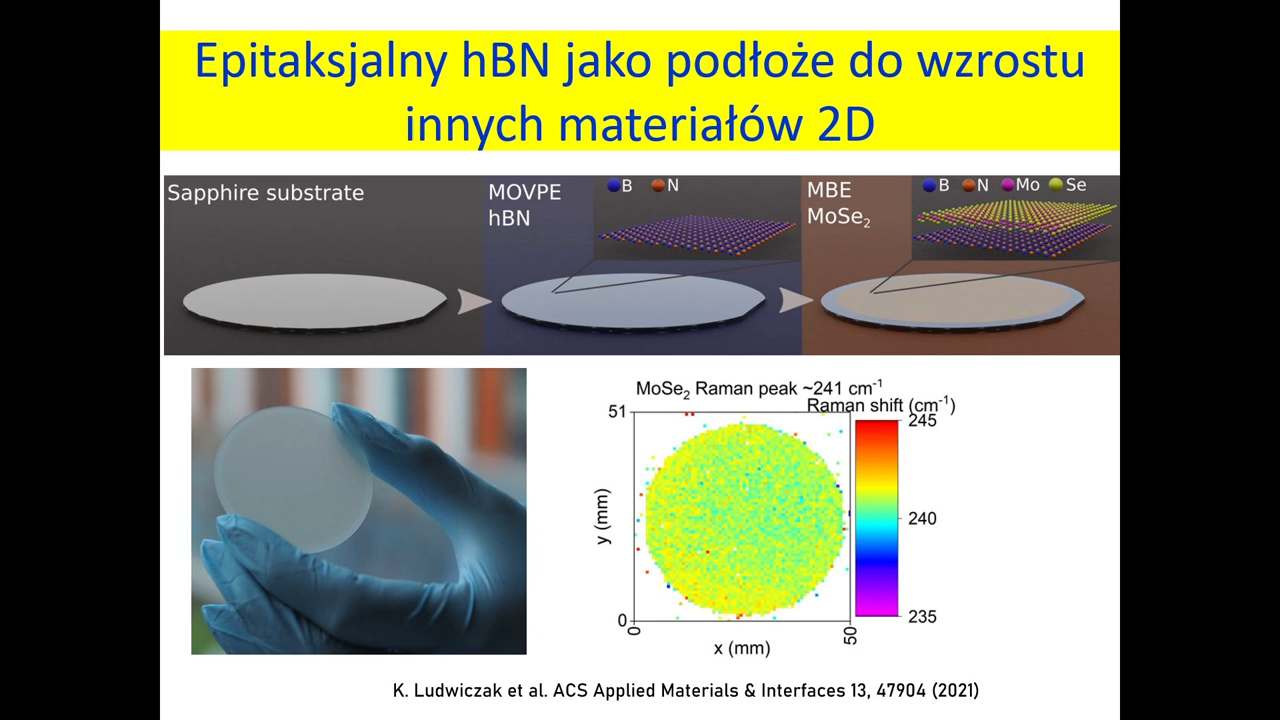 Epitaksjalny hBN jako podłoże do wzrostu
innych materiałów 2D
Sapphire substrate
MOVPE
hBN
B N
MBE
MoSe₂
B N Mo Se
MoSe₂ Raman peak ~241 cm⁻¹
Raman shift (cm⁻¹)
51
0
y (mm)
0
50
x (mm)
245
240
235
K. Ludwiczak et al. ACS Applied Materials & Interfaces 13, 47904 (2021)